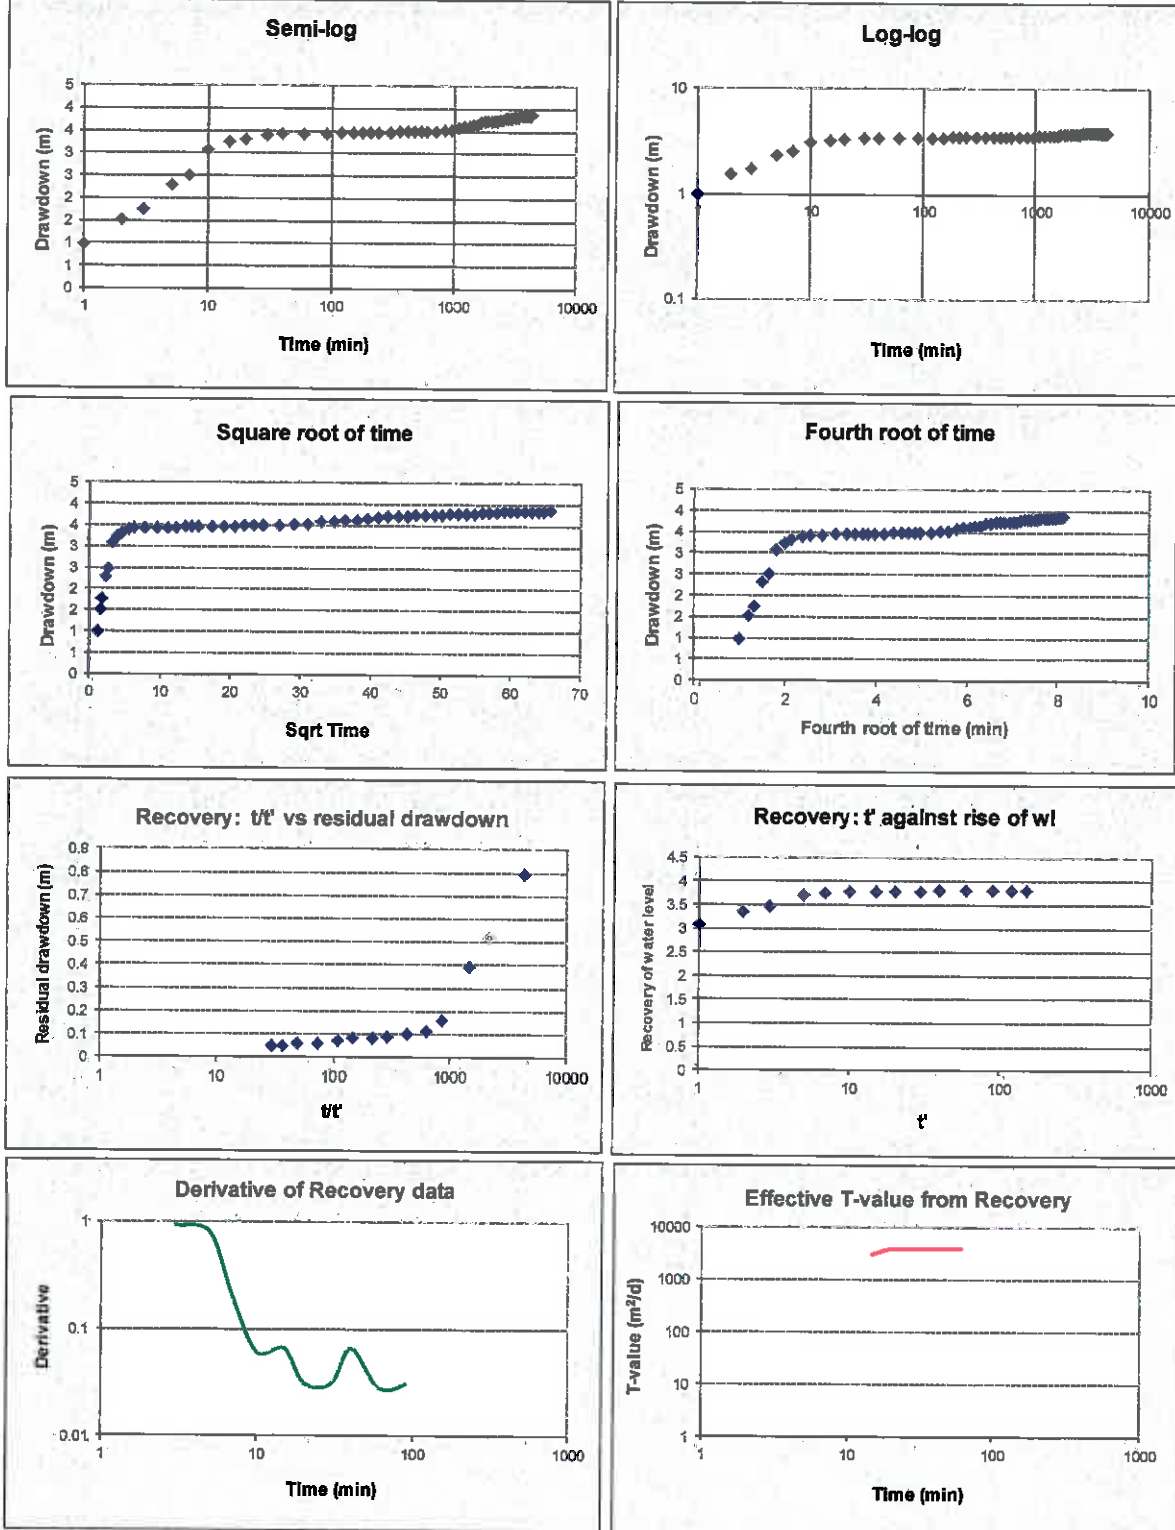 Semi-log
5
4
4
3
3
2
2
1
1
0
Drawdown (m)
1 10 100 1000 10000
Time (min)
Log-log
10
1
0.1
Drawdown (m)
10 100 1000 10000
Time (min)
Square root of time
5
4
4
3
3
2
2
1
1
0
Drawdown (m)
0 10 20 30 40 50 60 70
Sqrt Time
Fourth root of time
5
4
4
3
3
2
2
1
1
0
Drawdown (m)
0 2 4 6 8 10
Fourth root of time (min)
Recovery: t/t' vs residual drawdown
0.8
0.7
0.6
0.5
0.4
0.3
0.2
0.1
0
Residual drawdown (m)
1 10 100 1000 10000
t/t'
Recovery: t' against rise of wl
4.5
4
3.5
3
2.5
2
1.5
1
0.5
0
Recovery of water level
1 10 100 1000
t'
Derivative of Recovery data
1
0.1
0.01
Derivative
1 10 100 1000
Time (min)
Effective T-value from Recovery
10000
1000
100
10
1
T-value (m²/d)
1 10 100 1000
Time (min)